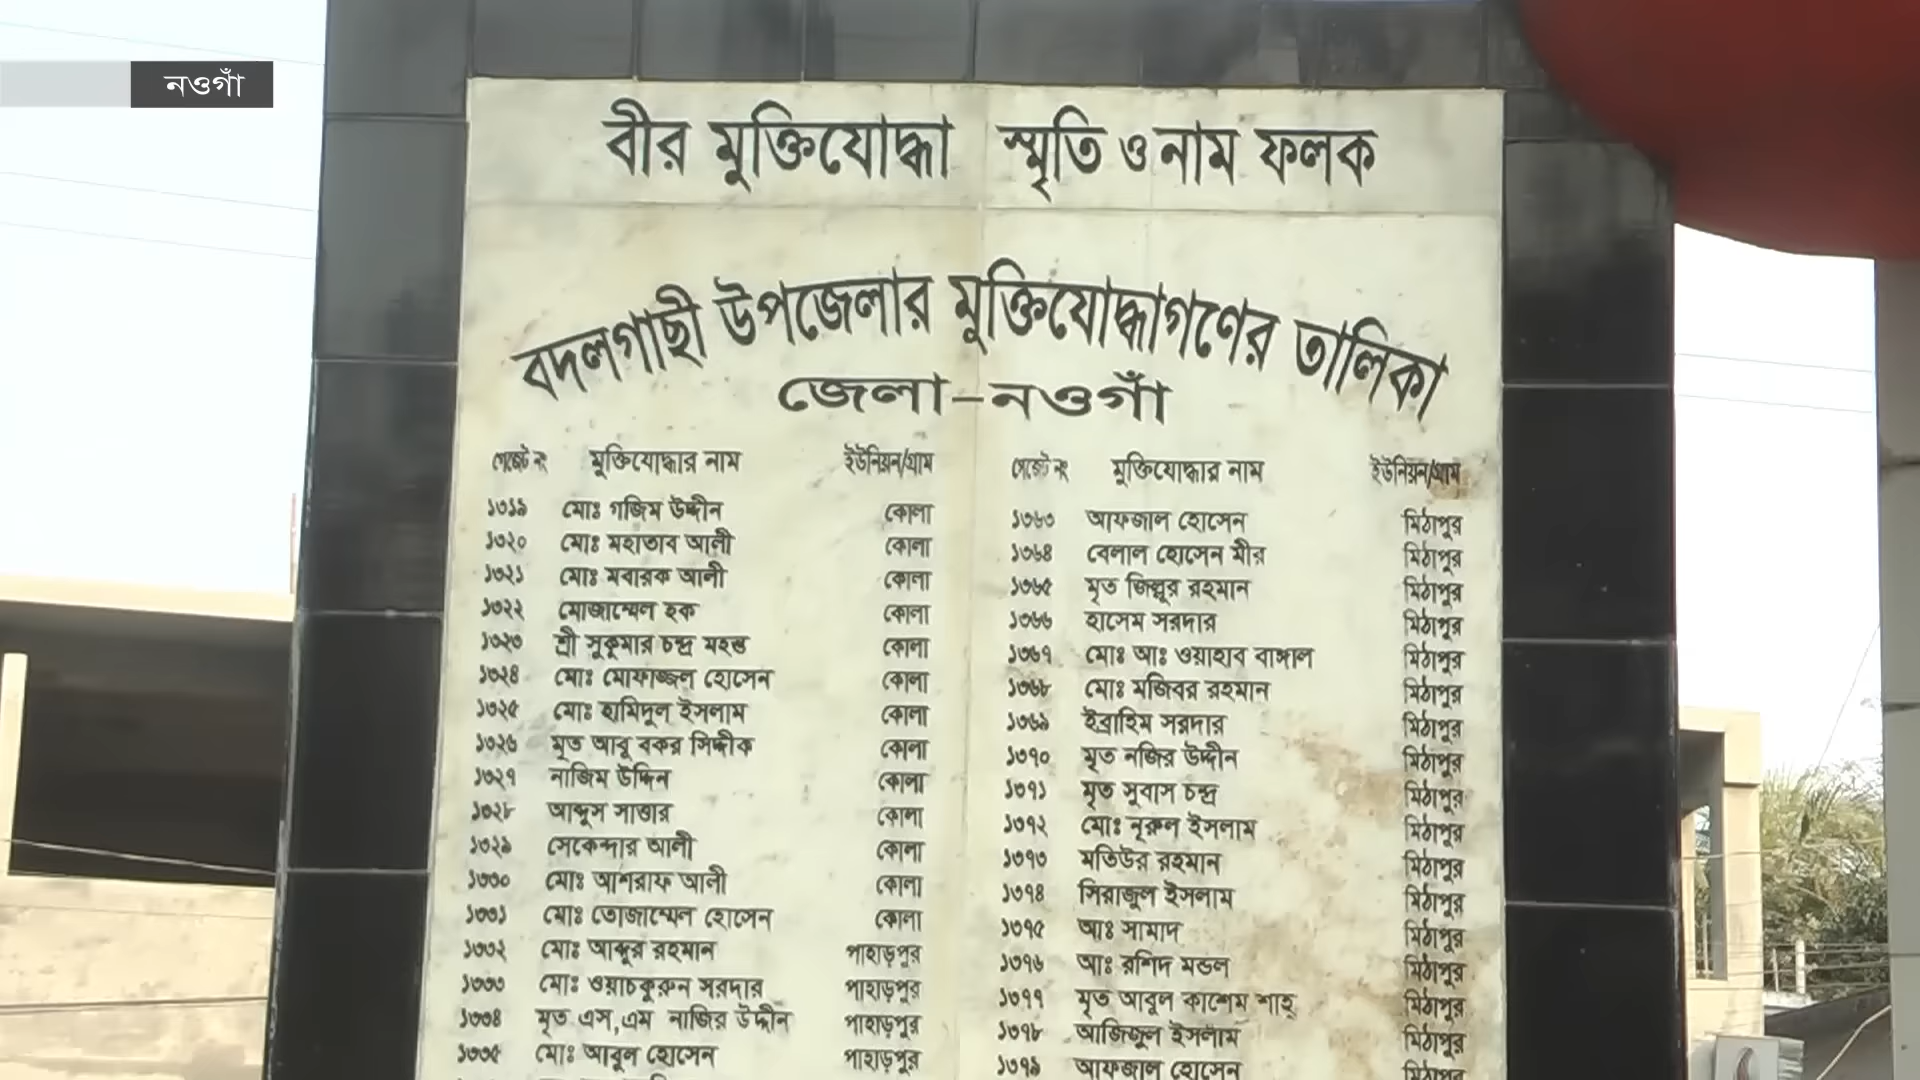 নওগাঁ
বীর মুক্তিযোদ্ধা স্মৃতি ও নাম ফলক
বদলগাছী উপজেলার মুক্তিযোদ্ধাগণের তালিকা
জেলা-নওগাঁ
গেজেট নং মুক্তিযোদ্ধার নাম ইউনিয়ন/গ্রাম
১৩১৯ মোঃ গজিম উদ্দীন কোলা
১৩২০ মোঃ মহাতাব আলী কোলা
১৩২১ মোঃ মবারক আলী কোলা
১৩২২ মোজাম্মেল হক কোলা
১৩২৩ শ্রী সুকুমার চন্দ্র মহন্ত কোলা
১৩২৪ মোঃ মোফাজ্জল হোসেন কোলা
১৩২৫ মোঃ হামিদুল ইসলাম কোলা
১৩২৬ মৃত আবু বকর সিদ্দীক কোলা
১৩২৭ নাজিম উদ্দিন কোলা
১৩২৮ আব্দুস সাত্তার কোলা
১৩২৯ সেকেন্দার আলী কোলা
১৩৩০ মোঃ আশরাফ আলী কোলা
১৩৩১ মোঃ তোজাম্মেল হোসেন কোলা
১৩৩২ মোঃ আব্দুর রহমান পাহাড়পুর
১৩৩৩ মোঃ ওয়াচকুরুন সরদার পাহাড়পুর
১৩৩৪ মৃত এস,এম নাজির উদ্দীন পাহাড়পুর
১৩৩৫ মোঃ আবুল হোসেন পাহাড়পুর
গেজেট নং মুক্তিযোদ্ধার নাম ইউনিয়ন/গ্রাম
১৩৬৩ আফজাল হোসেন মিঠাপুর
১৩৬৪ বেলাল হোসেন মীর মিঠাপুর
১৩৬৫ মৃত জিল্লুর রহমান মিঠাপুর
১৩৬৬ হাসেম সরদার মিঠাপুর
১৩৬৭ মোঃ আঃ ওয়াহাব বাঙ্গাল মিঠাপুর
১৩৬৮ মোঃ মজিবর রহমান মিঠাপুর
১৩৬৯ ইব্রাহিম সরদার মিঠাপুর
১৩৭০ মৃত নজির উদ্দীন মিঠাপুর
১৩৭১ মৃত সুবাস চন্দ্র মিঠাপুর
১৩৭২ মোঃ নূরুল ইসলাম মিঠাপুর
১৩৭৩ মতিউর রহমান মিঠাপুর
১৩৭৪ সিরাজুল ইসলাম মিঠাপুর
১৩৭৫ আঃ সামাদ মিঠাপুর
১৩৭৬ আঃ রশিদ মন্ডল মিঠাপুর
১৩৭৭ মৃত আবুল কাশেম শাহ্ মিঠাপুর
১৩৭৮ আজিজুল ইসলাম মিঠাপুর
১৩৭৯ আফজাল হোসেন মিঠাপুর